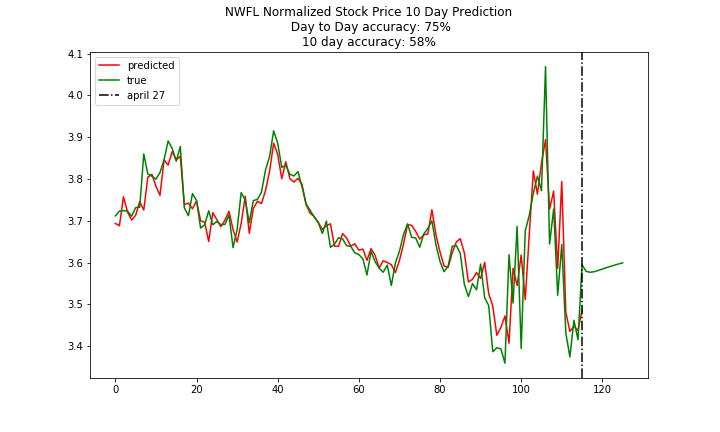 NWFL Normalized Stock Price 10 Day Prediction
Day to Day accuracy: 75%
10 day accuracy: 58%
predicted
true
april 27
4.1
4.0
3.9
3.8
3.7
3.6
3.5
3.4
0 20 40 60 80 100 120